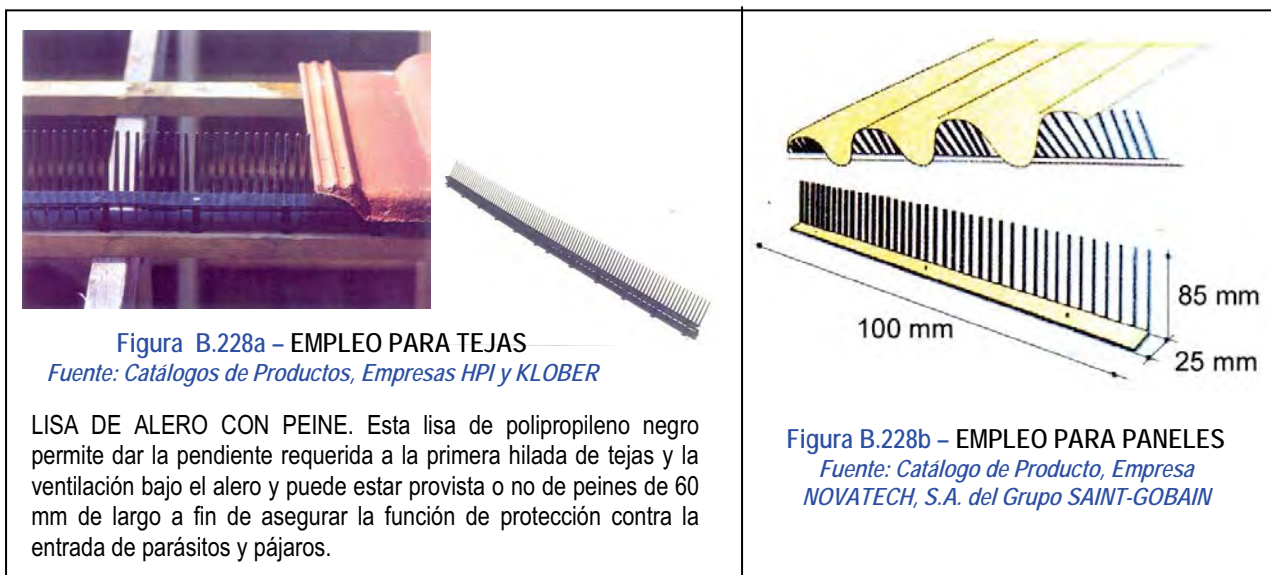 Figura B.228a – EMPLEO PARA TEJAS
Fuente: Catálogos de Productos, Empresas HPI y KLOBER
LISA DE ALERO CON PEINE. Esta lisa de polipropileno negro
permite dar la pendiente requerida a la primera hilada de tejas y la
ventilación bajo el alero y puede estar provista o no de peines de 60
mm de largo a fin de asegurar la función de protección contra la
entrada de parásitos y pájaros.
85 mm
100 mm
25 mm
Figura B.228b – EMPLEO PARA PANELES
Fuente: Catálogo de Producto, Empresa
NOVATECH, S.A. del Grupo SAINT-GOBAIN